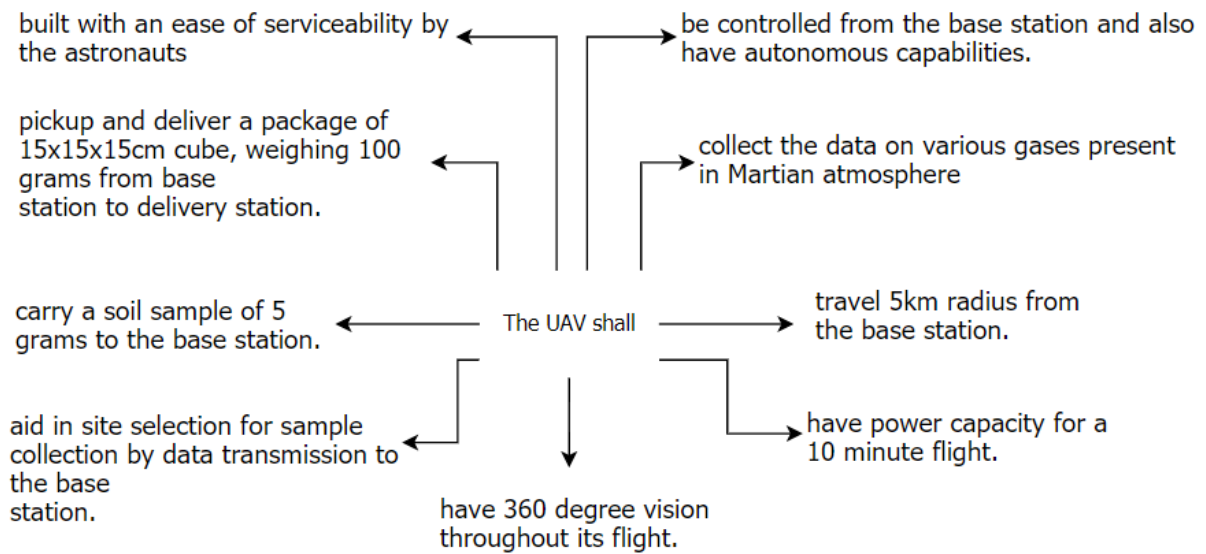 built with an ease of serviceability by
the astronauts
be controlled from the base station and also
have autonomous capabilities.
pickup and deliver a package of
15x15x15cm cube, weighing 100
grams from base
station to delivery station.
collect the data on various gases present
in Martian atmosphere
carry a soil sample of 5
grams to the base station.
The UAV shall
travel 5km radius from
the base station.
aid in site selection for sample
collection by data transmission to
the base
station.
have power capacity for a
10 minute flight.
have 360 degree vision
throughout its flight.